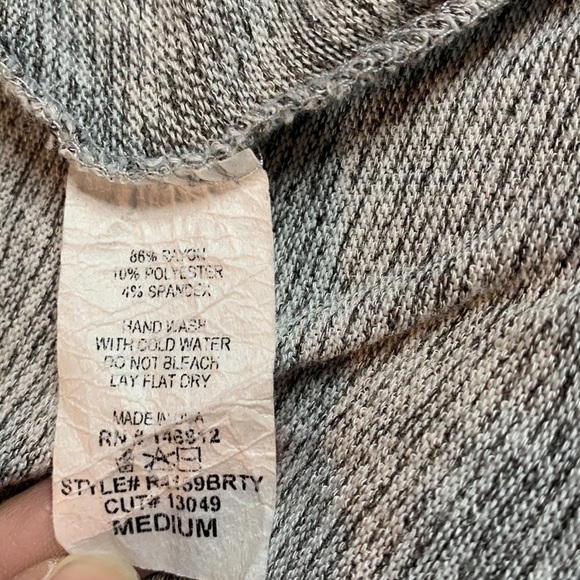 86% RAYON
10% POLYESTER
4% SPANDEX
HAND WASH
WITH COLD WATER
DO NOT BLEACH
LAY FLAT DRY
MADE IN
RN #
STYLE#
CUT# 13049
MEDIUM